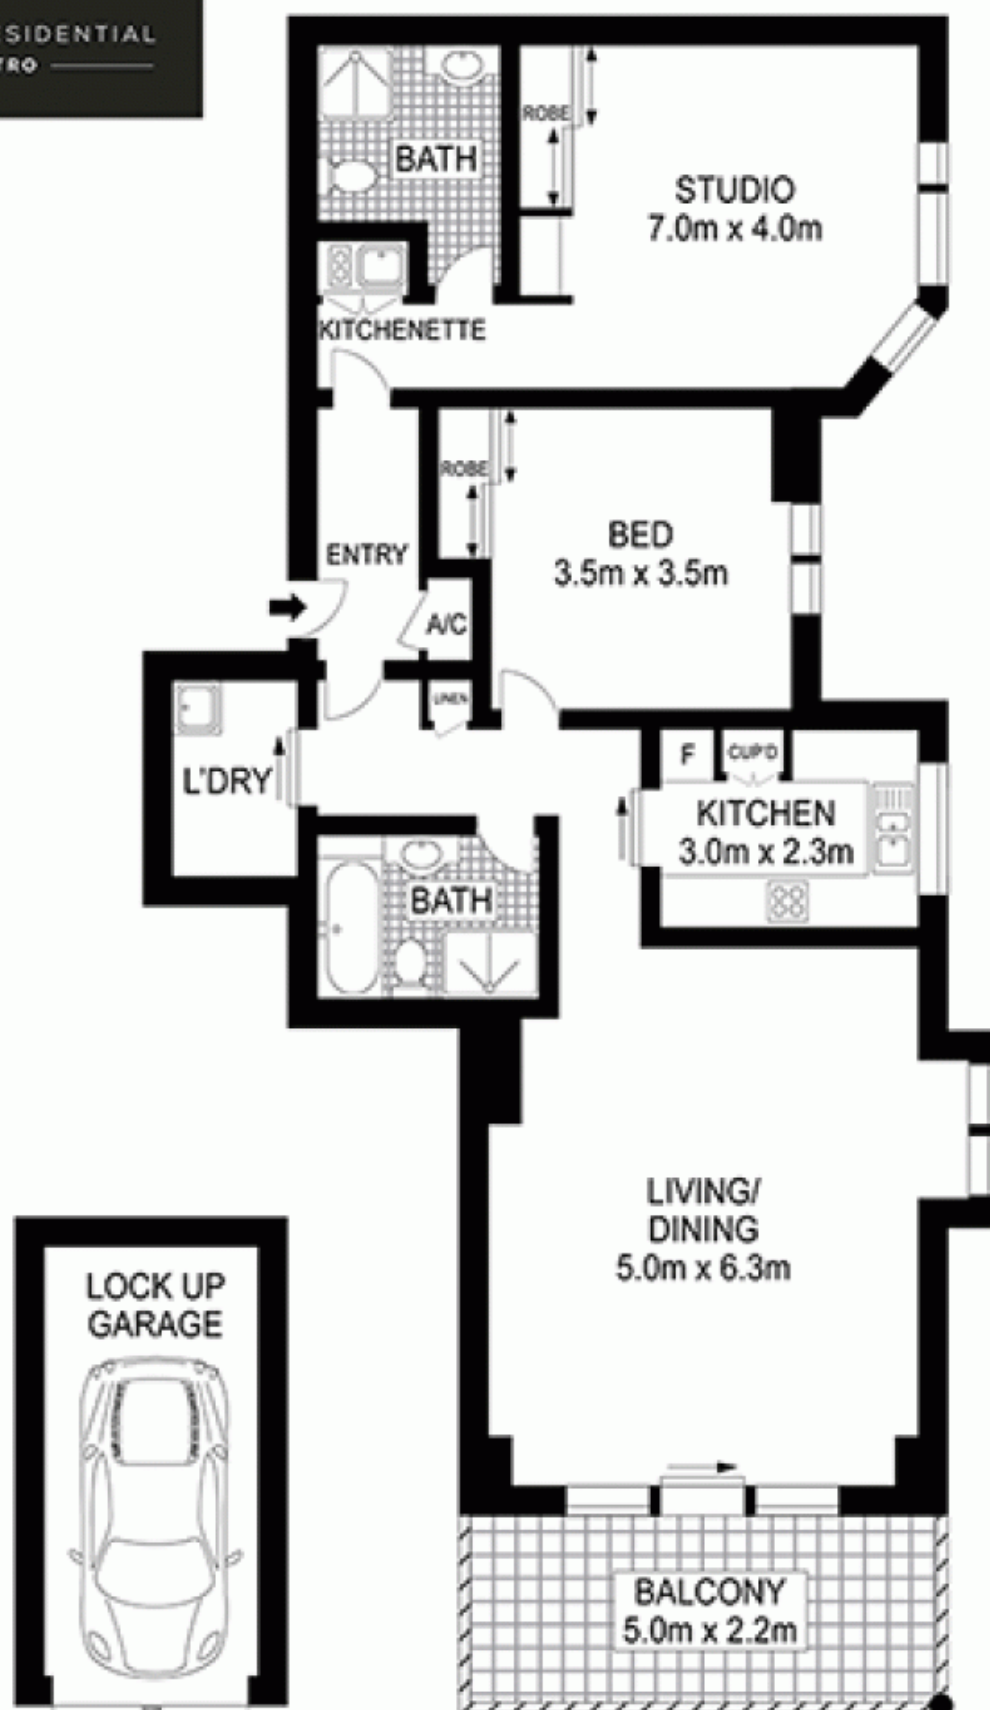 SIDENTIAL
TRO
BATH
ROBE
STUDIO
7.0m x 4.0m
KITCHENETTE
ROBE
BED
3.5m x 3.5m
ENTRY
A/C
LINEN
L'DRY
F
CUP'D
KITCHEN
3.0m x 2.3m
BATH
LIVING/
DINING
5.0m x 6.3m
LOCK UP
GARAGE
BALCONY
5.0m x 2.2m